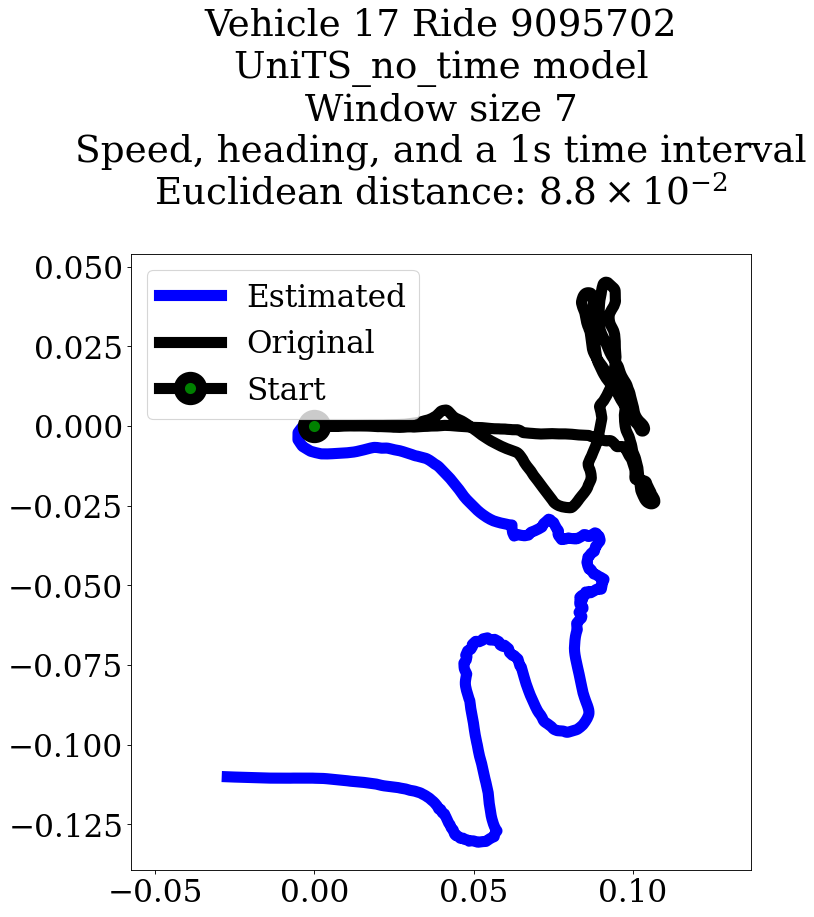 Vehicle 17 Ride 9095702
UniTS_no_time model
Window size 7
Speed, heading, and a 1s time interval
Euclidean distance: 8.8 × 10⁻²
0.050
0.025
0.000
−0.025
−0.050
−0.075
−0.100
−0.125
Estimated
Original
Start
−0.05 0.00 0.05 0.10